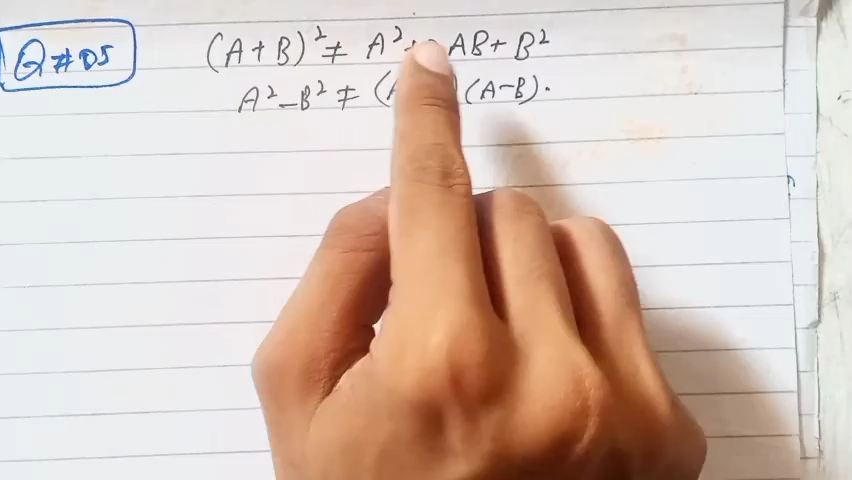 Q # 05
(A + B)² ≠ A² + AB + B²
A² - B² ≠ (A-B).